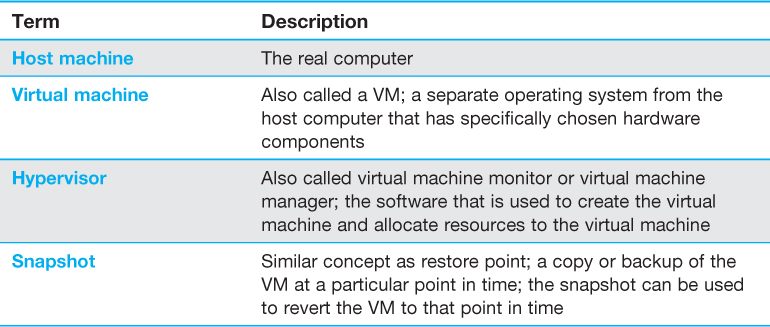 Term Description
Host machine The real computer
Virtual machine Also called a VM; a separate operating system from the
host computer that has specifically chosen hardware
components
Hypervisor Also called virtual machine monitor or virtual machine
manager; the software that is used to create the virtual
machine and allocate resources to the virtual machine
Snapshot Similar concept as restore point; a copy or backup of the
VM at a particular point in time; the snapshot can be used
to revert the VM to that point in time